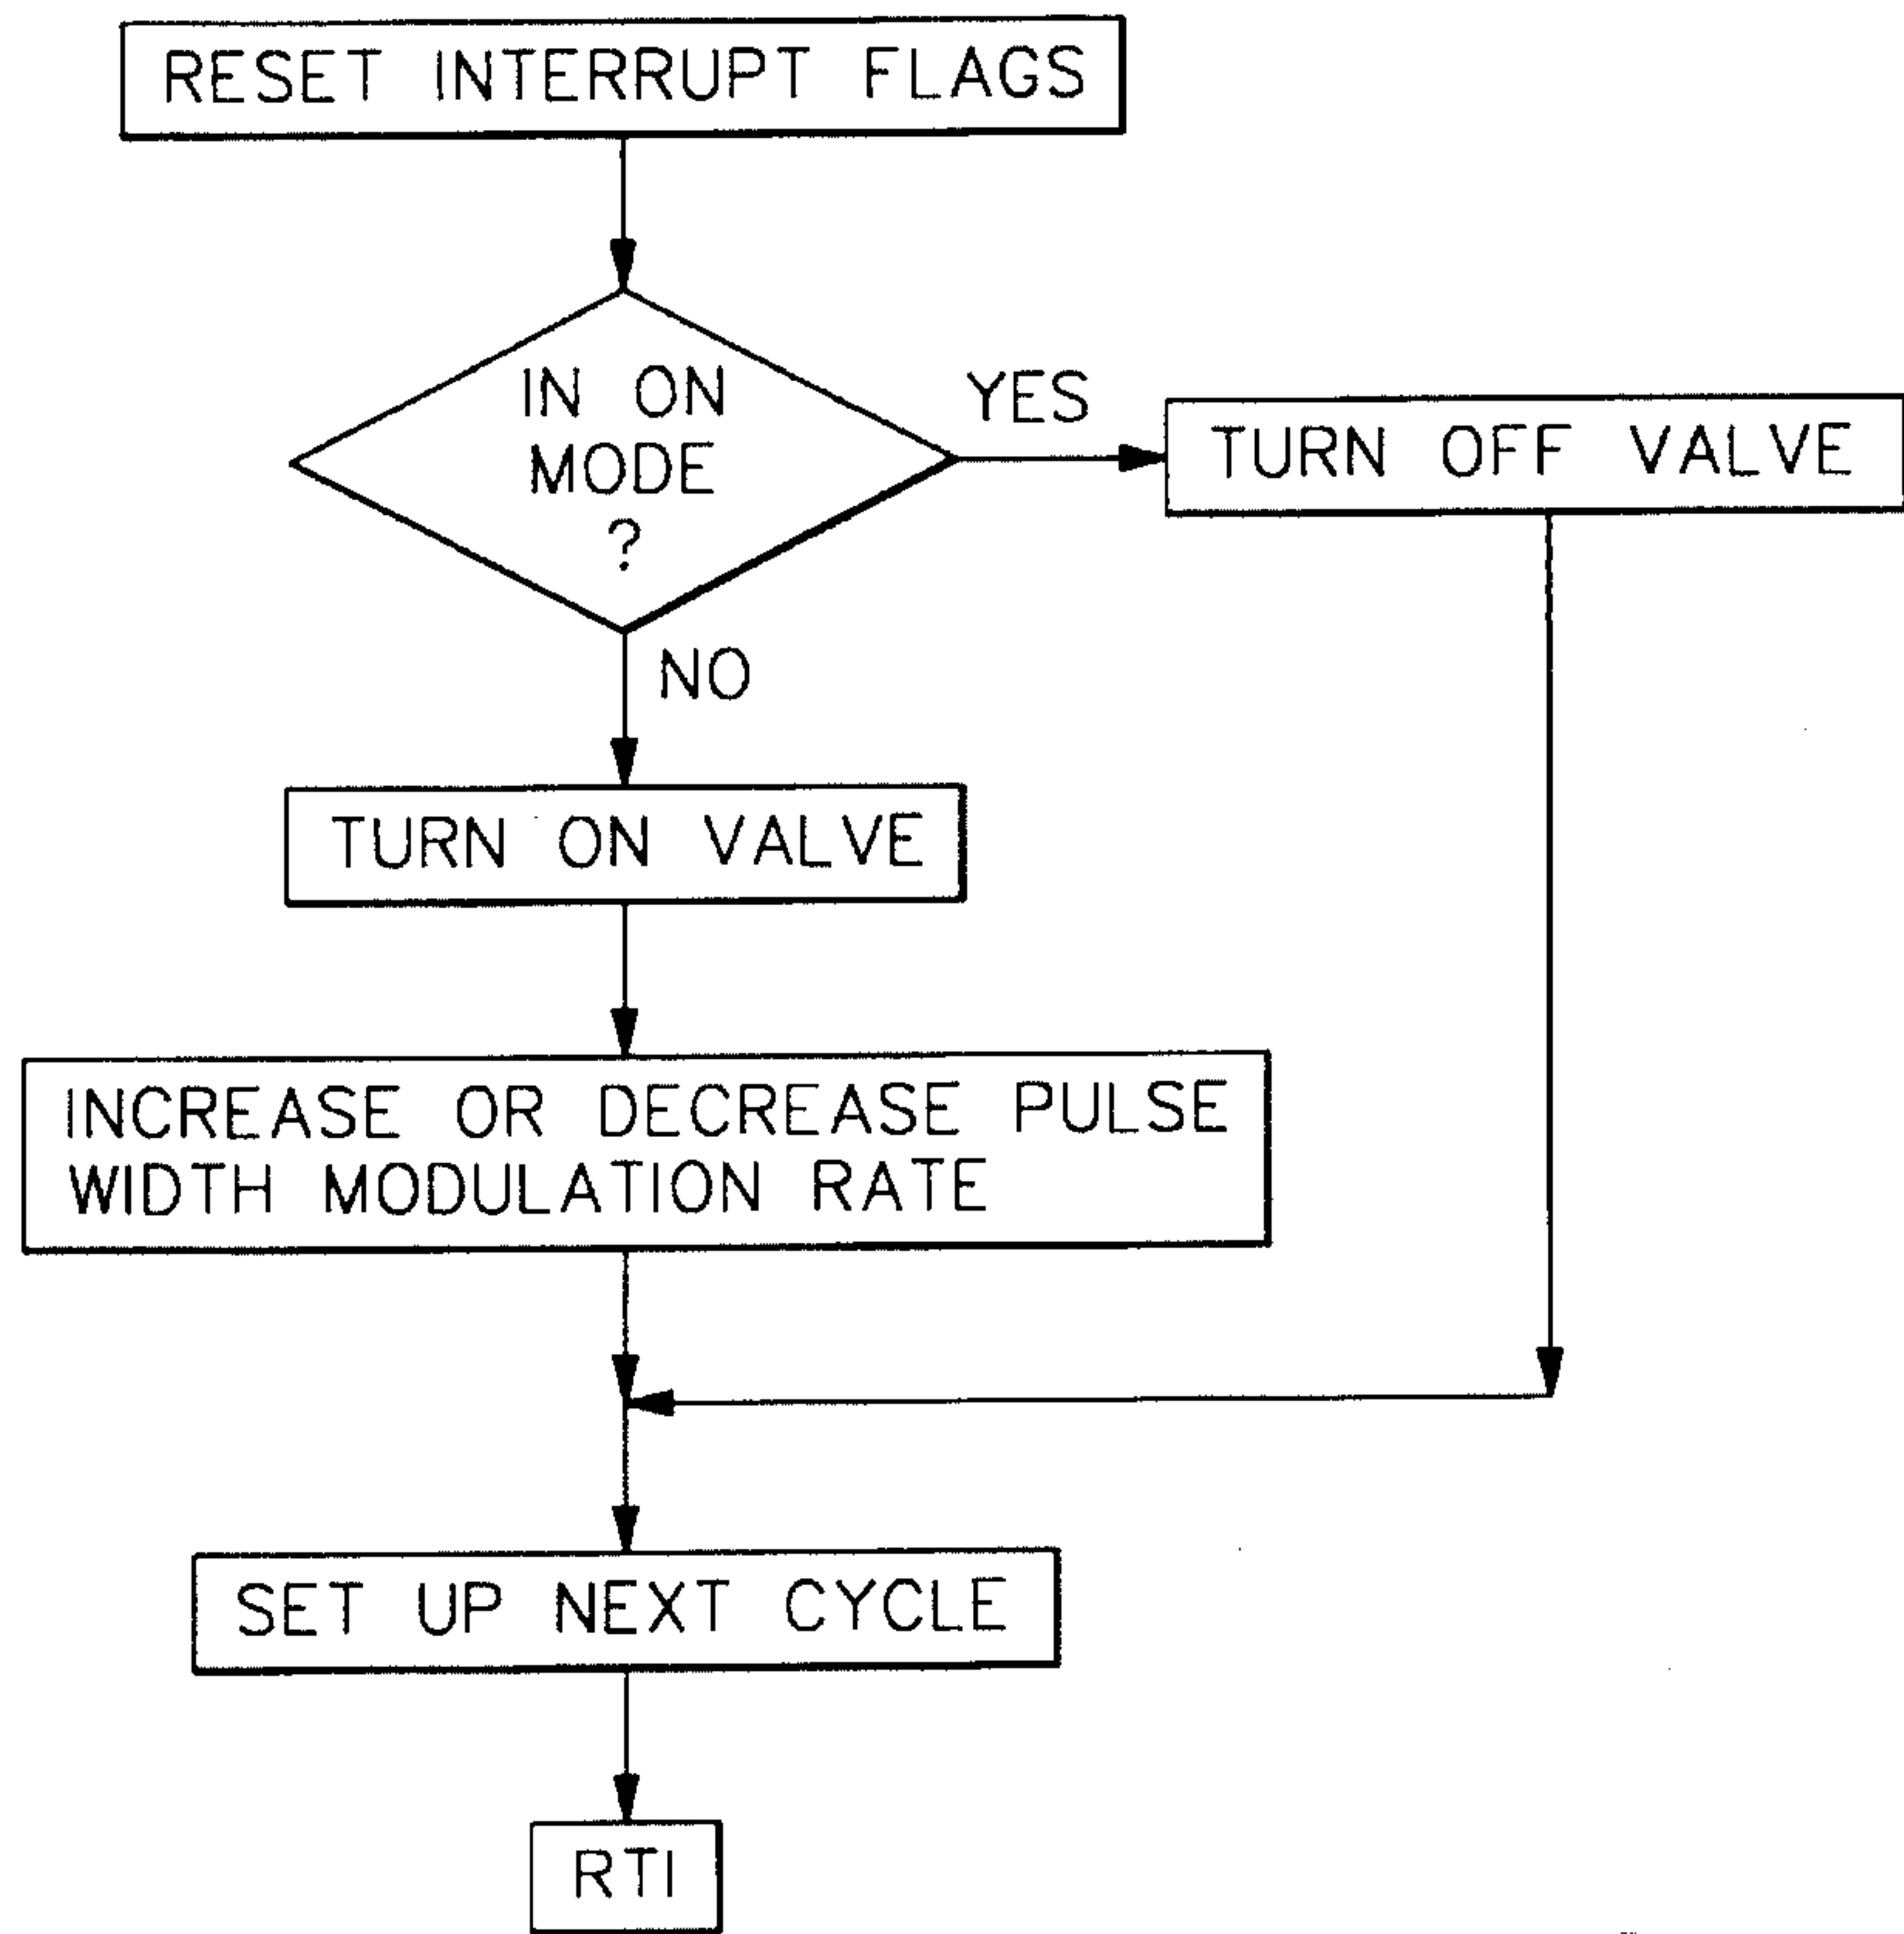 RESET INTERRUPT FLAGS
IN ON
MODE
?
YES
TURN OFF VALVE
NO
TURN ON VALVE
INCREASE OR DECREASE PULSE
WIDTH MODULATION RATE
SET UP NEXT CYCLE
RTI